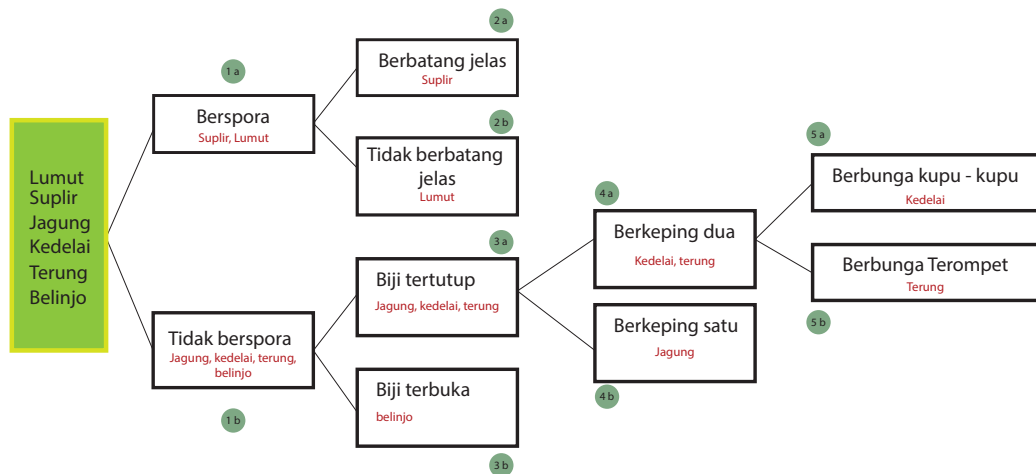 Lumut
Suplir
Jagung
Kedelai
Terung
Belinjo
1 a
Berspora
Suplir, Lumut
Tidak berspora
Jagung, kedelai, terung,
belinjo
1 b
2 a
Berbatang jelas
Suplir
2 b
Tidak berbatang
jelas
Lumut
3 a
Biji tertutup
Jagung, kedelai, terung
Biji terbuka
belinjo
3 b
4 a
Berkeping dua
Kedelai, terung
Berkeping satu
Jagung
4 b
5 a
Berbunga kupu - kupu
Kedelai
Berbunga Terompet
Terung
5 b